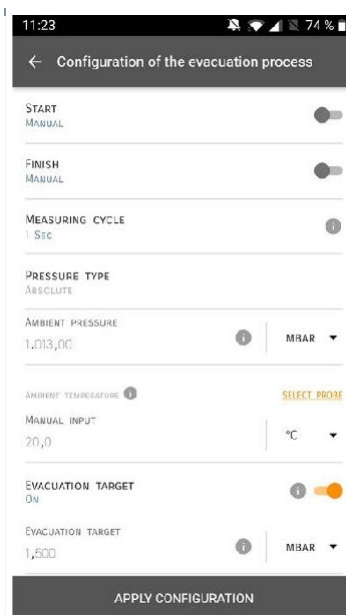 11:23
74 %
← Configuration of the evacuation process
START
MANUAL
FINISH
MANUAL
MEASURING CYCLE
1 SEC
PRESSURE TYPE
ABSOLUTE
AMBIENT PRESSURE
1.013,00
MBAR
AMBIENT TEMPERATURE
SELECT PROBE
MANUAL INPUT
20,0
°C
EVACUATION TARGET
ON
EVACUATION TARGET
1,500
MBAR
APPLY CONFIGURATION